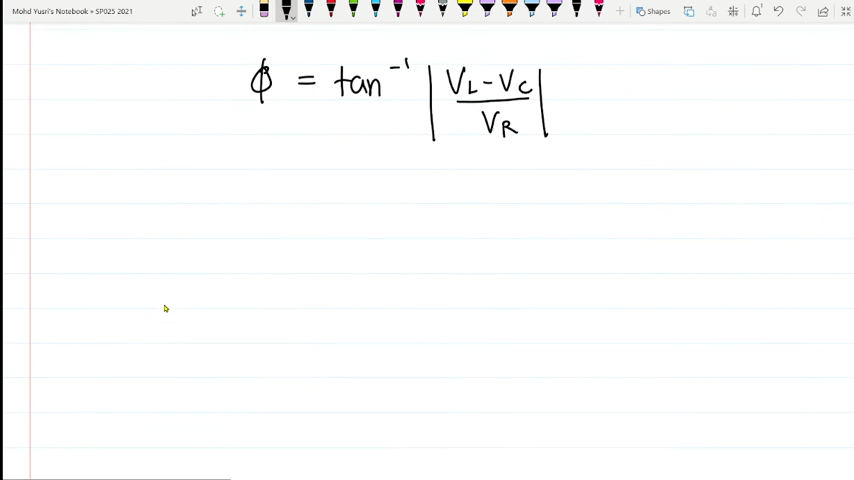 Mohd Yusri's Notebook » SP025 2021
Shapes
ϕ = tan⁻¹ | (V_L - V_C) / V_R |